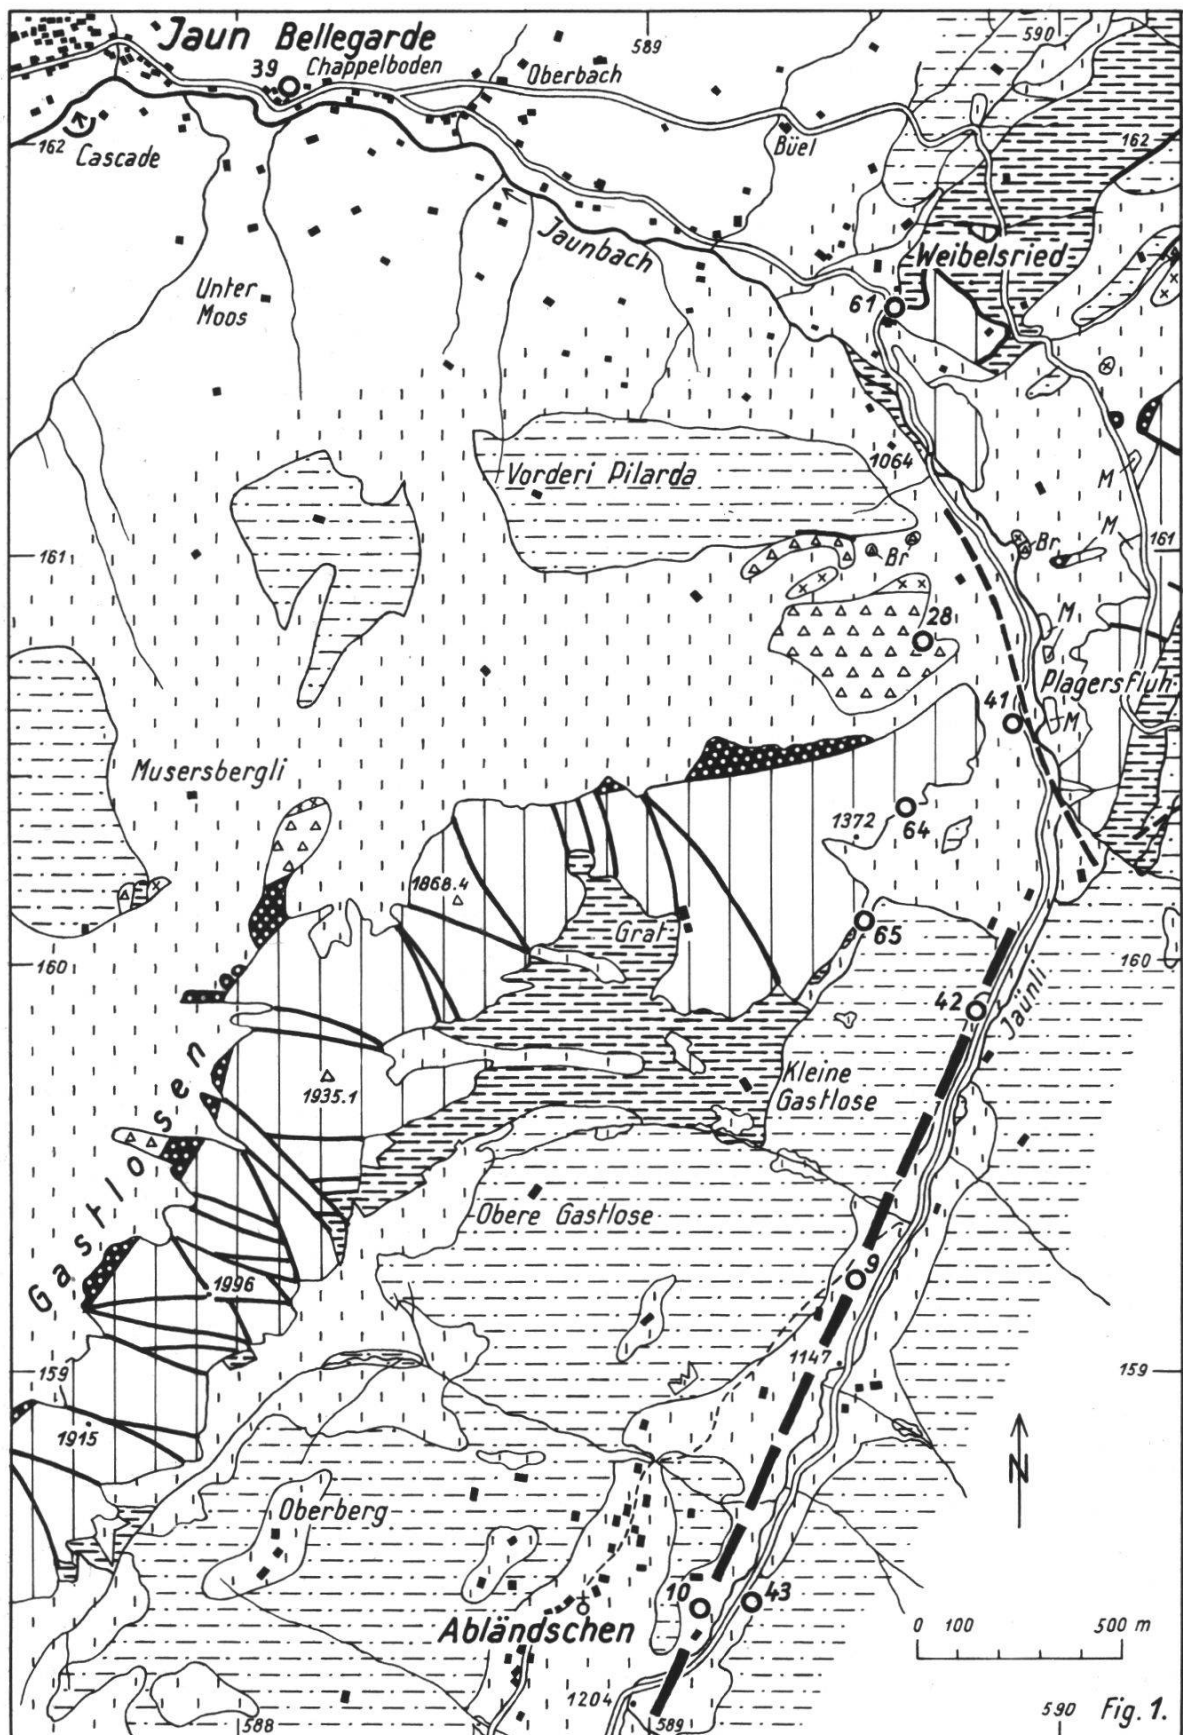 589
590
Jaun Bellegarde
39
Chappelboden
Oberbach
162
Cascade
Büel
162
Jaunbach
Weibelsried
Unter
Moos
61
1064
Vorderi Pilarda
M
M
161
Br
Br
161
28
M
Plagersfluh
41
M
Musersbergli
1372
64
1868.4
Grat
65
160
160
42
Jäunli
Gastlosen
1935.1
Kleine
Gastlose
Obere Gastlose
9
1996
1147
159
159
1915
N
Oberberg
10
43
Abländschen
0 100 500 m
1204
588
589
590
Fig. 1.